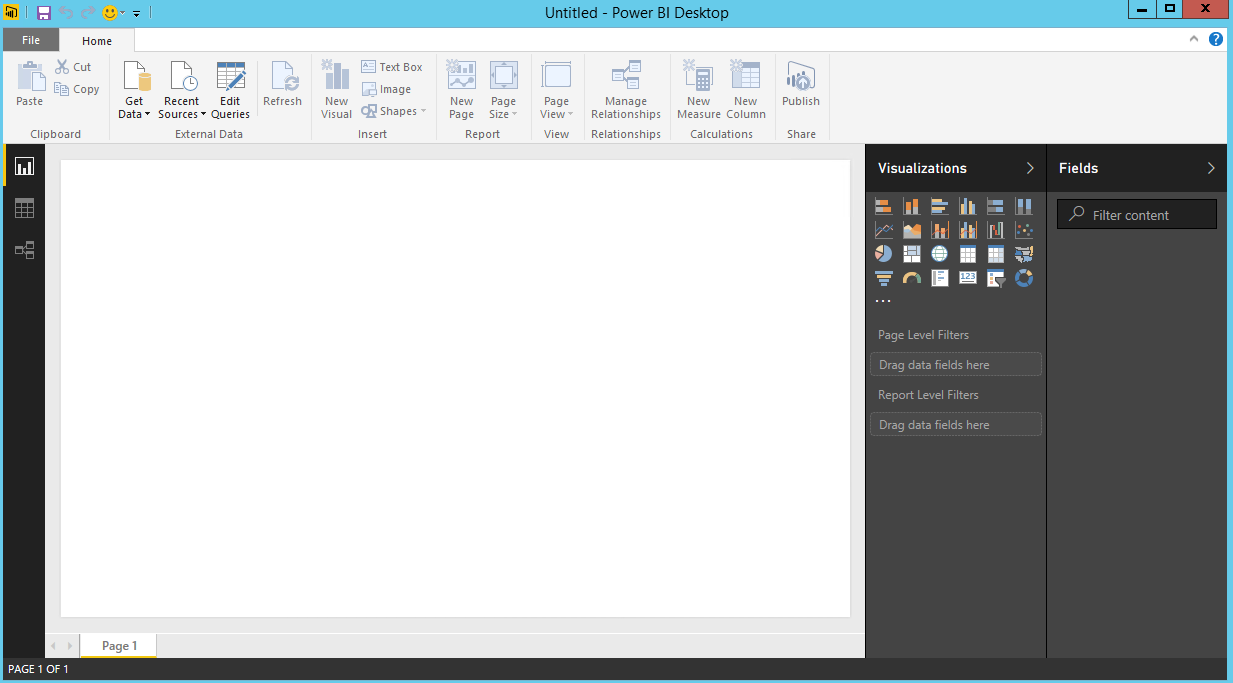 Untitled - Power BI Desktop
File
Home
Paste
Cut
Copy
Clipboard
Get Data
Recent Sources
Edit Queries
Refresh
External Data
New Visual
Text Box
Image
Shapes
Insert
New Page
Page Size
Report
Page View
View
Manage Relationships
Relationships
New Measure
New Column
Calculations
Publish
Share
Visualizations
Fields
Filter content
123
Page Level Filters
Drag data fields here
Report Level Filters
Drag data fields here
Page 1
PAGE 1 OF 1